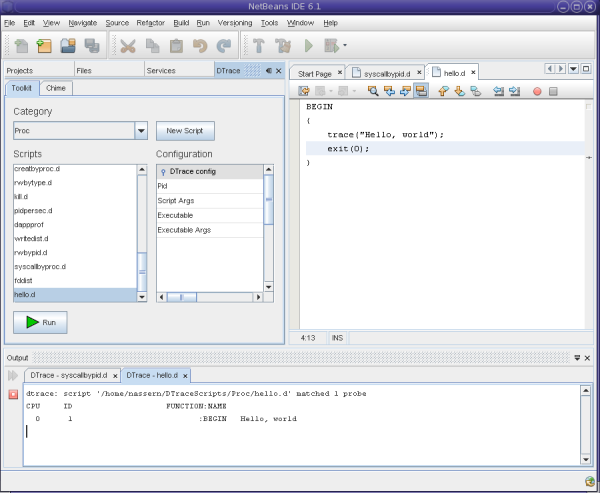 NetBeans IDE 6.1
File Edit View Navigate Source Refactor Build Run Versioning Tools Window Help
Projects Files Services DTrace
Toolkit Chime
Category
Proc New Script
Scripts Configuration
creatbyproc.d
rwbytype.d
kill.d
pidpersec.d
dappprof
writedist.d
rwbypid.d
syscallbyproc.d
fddist
hello.d
DTrace config
Pid
Script Args
Executable
Executable Args
Run
Start Page syscallbypid.d hello.d
BEGIN
{
trace("Hello, world");
exit(0);
}
4:13 INS
Output
DTrace - syscallbypid.d DTrace - hello.d
dtrace: script '/home/nassern/DTraceScripts/Proc/hello.d' matched 1 probe
CPU ID FUNCTION:NAME
0 1 :BEGIN Hello, world